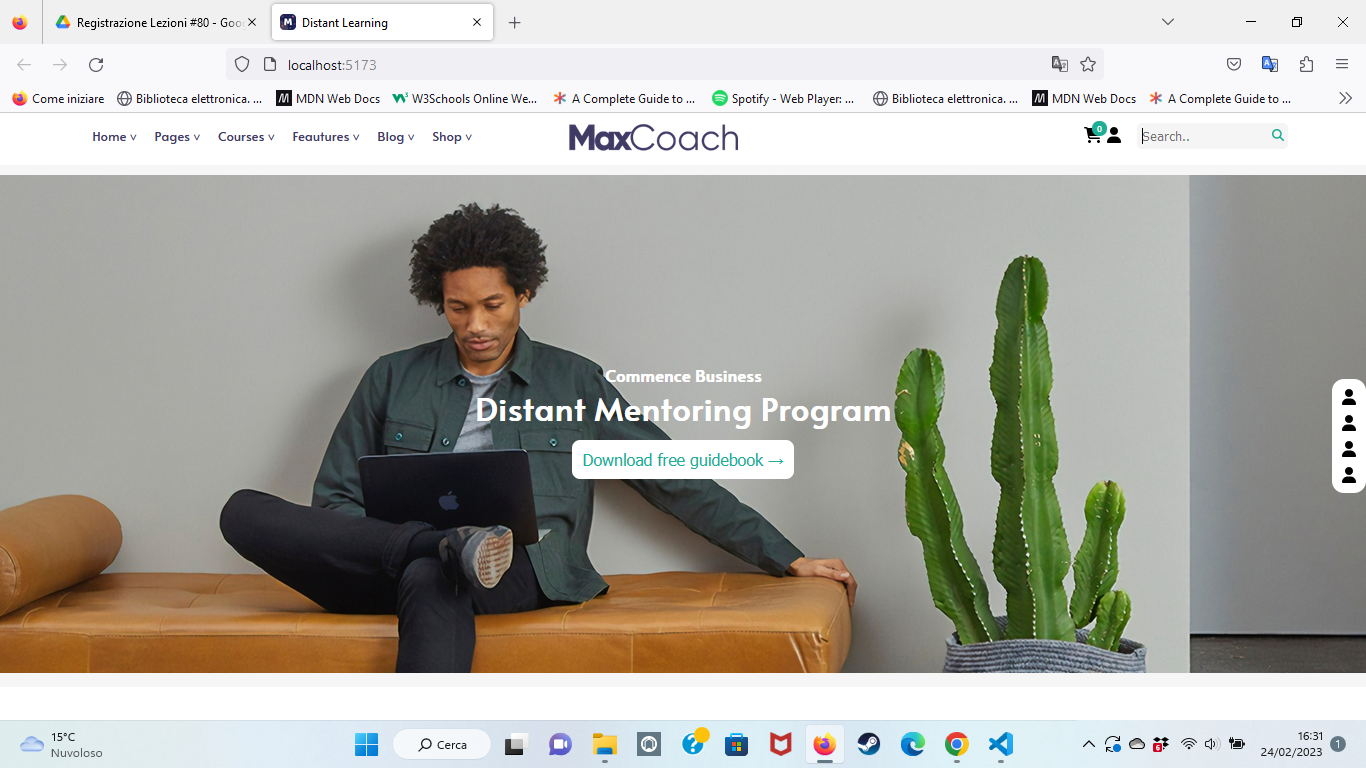 Registrazione Lezioni #80 - Goo
Distant Learning
localhost:5173
Come iniziare
Biblioteca elettronica. ...
MDN Web Docs
W3Schools Online We...
A Complete Guide to ...
Spotify - Web Player: ...
Biblioteca elettronica. ...
MDN Web Docs
A Complete Guide to ...
Home
Pages
Courses
Feautures
Blog
Shop
MaxCoach
0
Search..
Commence Business
Distant Mentoring Program
Download free guidebook →
15°C
Nuvoloso
Cerca
6
16:31
24/02/2023
1